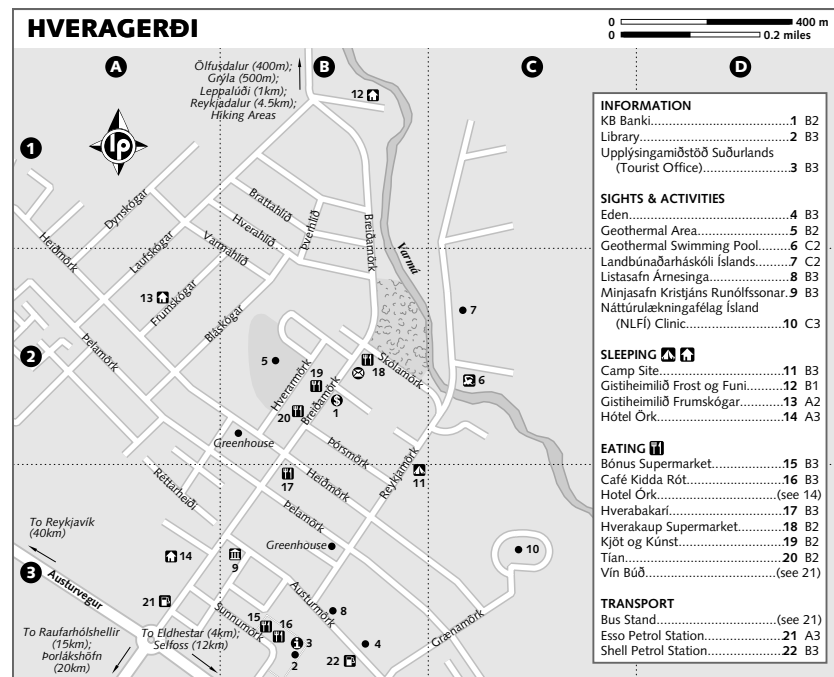 HVERAGERÐI
0 400 m
0 0.2 miles
A
B
C
D
1
2
3
lp
Ölfusdalur (400m);
Grýla (500m);
Leppalúði (1km);
Reykjadalur (4.5km);
Hiking Areas
12
Dynskógar
Brattahlíð
Hverahlíð
Þverhlíð
Breiðamörk
Varmá
Heiðmörk
Laufskógar
Varmahlíð
13
Frumskógar
Bláskógar
Þelamörk
7
5
19
18
Skólamörk
6
Hverarmörk
20
Breiðamörk
1
Greenhouse
Þórsmörk
Reykjamörk
11
17
Heiðmörk
Réttarheiði
Þelamörk
To Reykjavík
(40km)
Greenhouse
14
9
10
Austurvegur
21
Sunnumörk
15
16
Austurmörk
8
Grænamörk
3
4
2
22
To Raufarhólshellir
(15km);
Þorlákshöfn
(20km)
To Eldhestar (4km);
Selfoss (12km)
INFORMATION
KB Banki 1 B2
Library 2 B3
Upplýsingamiðstöð Suðurlands
(Tourist Office) 3 B3
SIGHTS & ACTIVITIES
Eden 4 B3
Geothermal Area 5 B2
Geothermal Swimming Pool 6 C2
Landbúnaðarháskóli Íslands 7 C2
Listasafn Árnesinga 8 B3
Minjasafn Kristjáns Runólfssonar 9 B3
Náttúrulækningafélag Ísland
(NLFÍ) Clinic 10 C3
SLEEPING
Camp Site 11 B3
Gistiheimilið Frost og Funi 12 B1
Gistiheimilið Frumskógar 13 A2
Hótel Örk 14 A3
EATING
Bónus Supermarket 15 B3
Café Kidda Rót 16 B3
Hotel Örk (see 14)
Hverabakarí 17 B3
Hverakaup Supermarket 18 B2
Kjöt og Kúnst 19 B2
Tían 20 B2
Vín Búð (see 21)
TRANSPORT
Bus Stand (see 21)
Esso Petrol Station 21 A3
Shell Petrol Station 22 B3